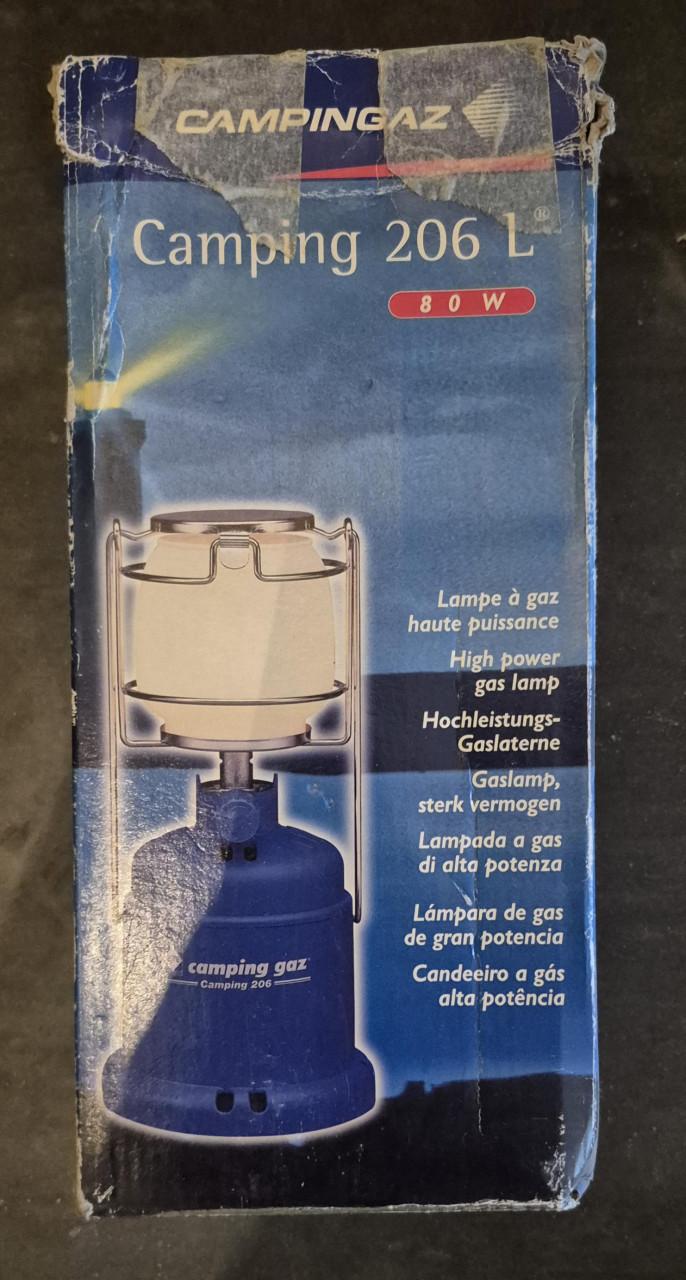 CAMPINGAZ
Camping 206 L®
80 W
Lampe à gaz
haute puissance
High power
gas lamp
Hochleistungs-
Gaslaterne
Gaslamp,
sterk vermogen
Lampada a gas
di alta potenza
Lámpara de gas
de gran potencia
Candeeiro a gás
alta potência
camping gaz
Camping 206